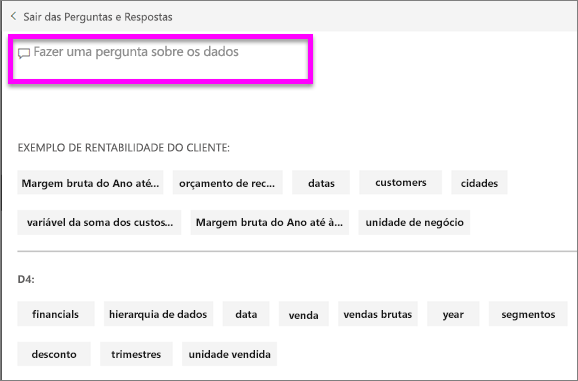 Sair das Perguntas e Respostas
Fazer uma pergunta sobre os dados
EXEMPLO DE RENTABILIDADE DO CLIENTE:
Margem bruta do Ano até... orçamento de rec... datas customers cidades
variável da soma dos custos... Margem bruta do Ano até à... unidade de negócio
D4:
financials hierarquia de dados data venda vendas brutas year segmentos
desconto trimestres unidade vendida